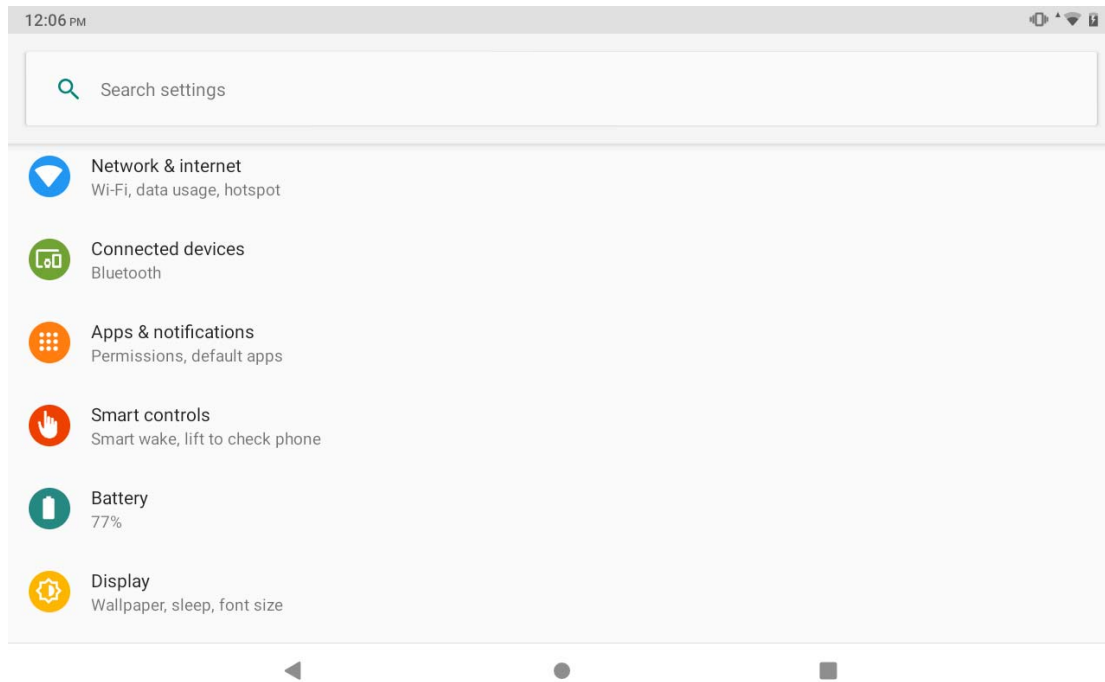 12:06 PM
Search settings
Network & internet
Wi-Fi, data usage, hotspot
Connected devices
Bluetooth
Apps & notifications
Permissions, default apps
Smart controls
Smart wake, lift to check phone
Battery
77%
Display
Wallpaper, sleep, font size